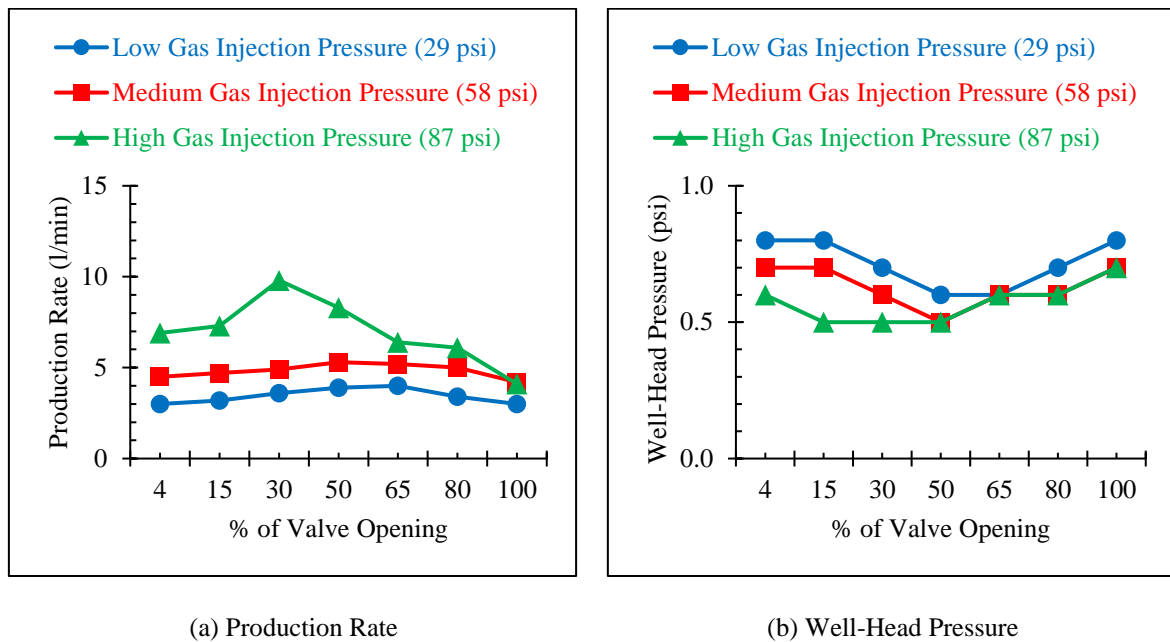 Low Gas Injection Pressure (29 psi)
Medium Gas Injection Pressure (58 psi)
High Gas Injection Pressure (87 psi)
15
10
5
0
Production Rate (l/min)
4 15 30 50 65 80 100
% of Valve Opening
(a) Production Rate
Low Gas Injection Pressure (29 psi)
Medium Gas Injection Pressure (58 psi)
High Gas Injection Pressure (87 psi)
1.0
0.5
0.0
Well-Head Pressure (psi)
4 15 30 50 65 80 100
% of Valve Opening
(b) Well-Head Pressure